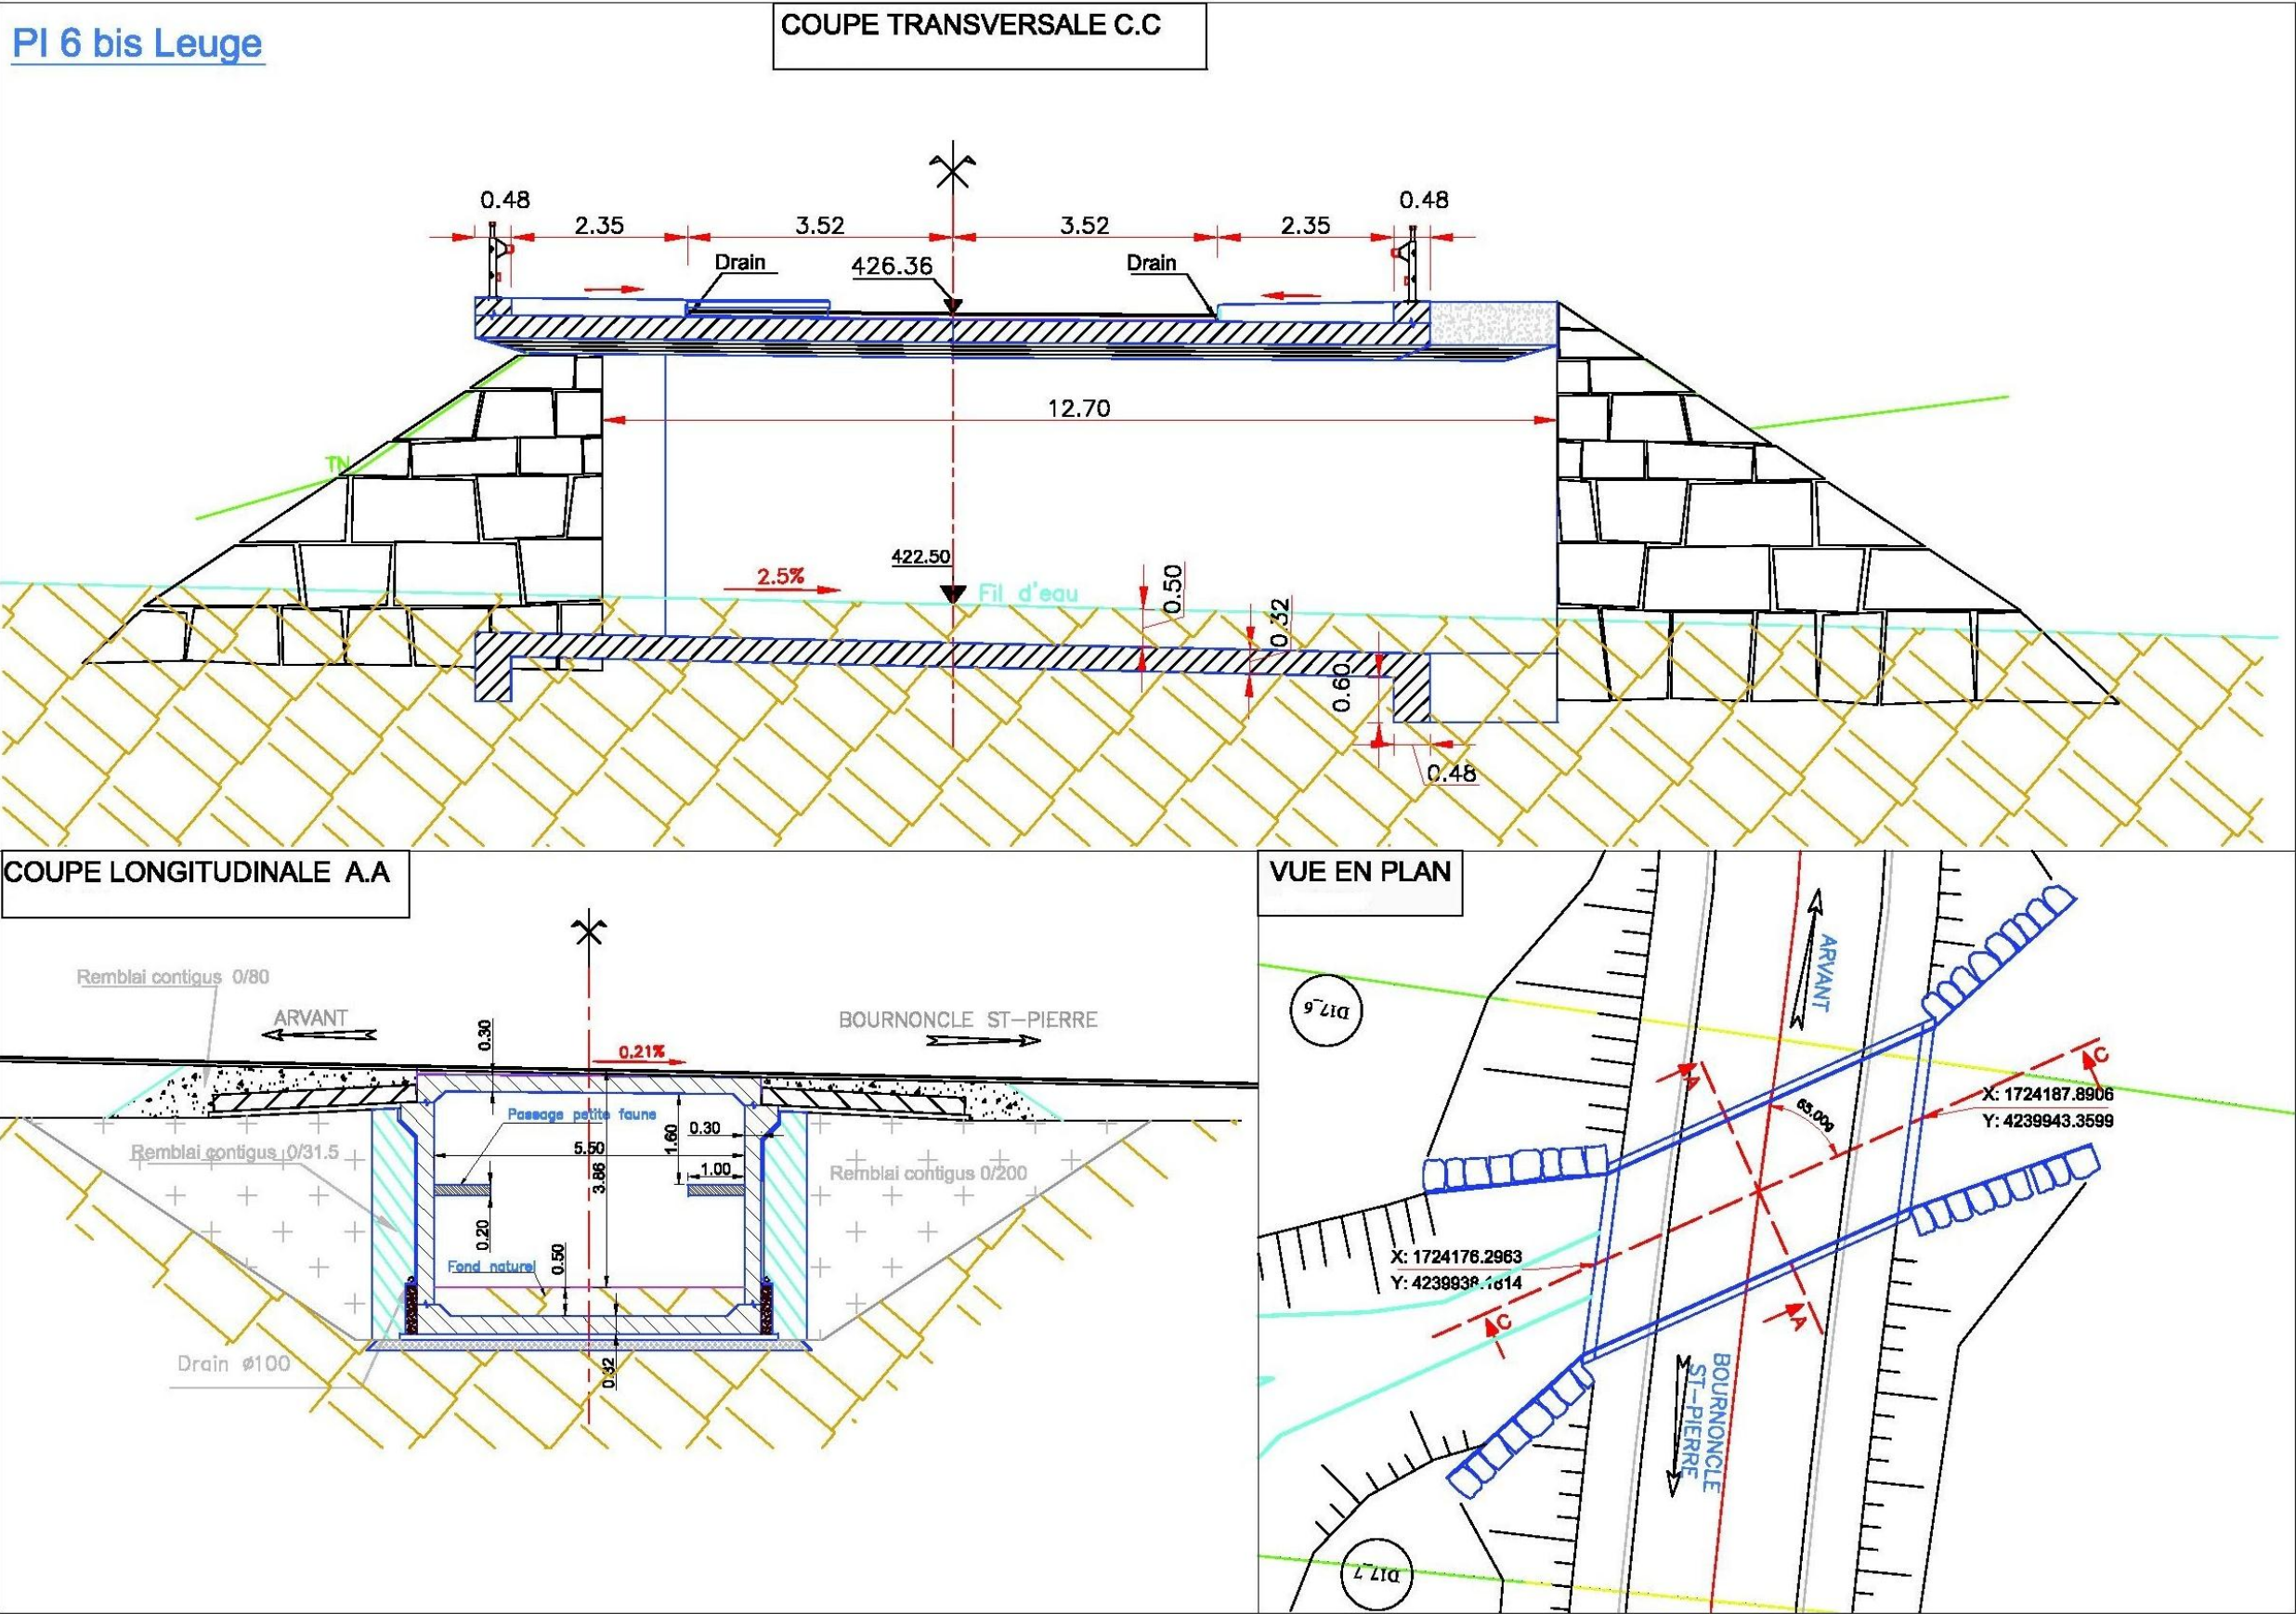 COUPE TRANSVERSALE C.C
PI 6 bis Leuge
0.48
0.48
2.35
3.52
3.52
2.35
Drain
426.36
Drain
12.70
TN
422.50
2.5%
Fil d'eau
0.50
0.32
0.60
0.48
COUPE LONGITUDINALE A.A
Remblai contigus 0/80
ARVANT
0.30
0.21%
BOURNONCLE ST-PIERRE
Passage petite faune
1.60
0.30
5.50
3.86
1.00
Remblai contigus 0/31.5
Remblai contigus 0/200
0.20
0.50
Fond naturel
Drain ø100
0.32
VUE EN PLAN
D17_6
ARVANT
A
C
65.00g
X: 1724187.8906
Y: 4239943.3599
X: 1724176.2963
Y: 4239938.1614
C
A
BOURNONCLE
ST-PIERRE
D17_7